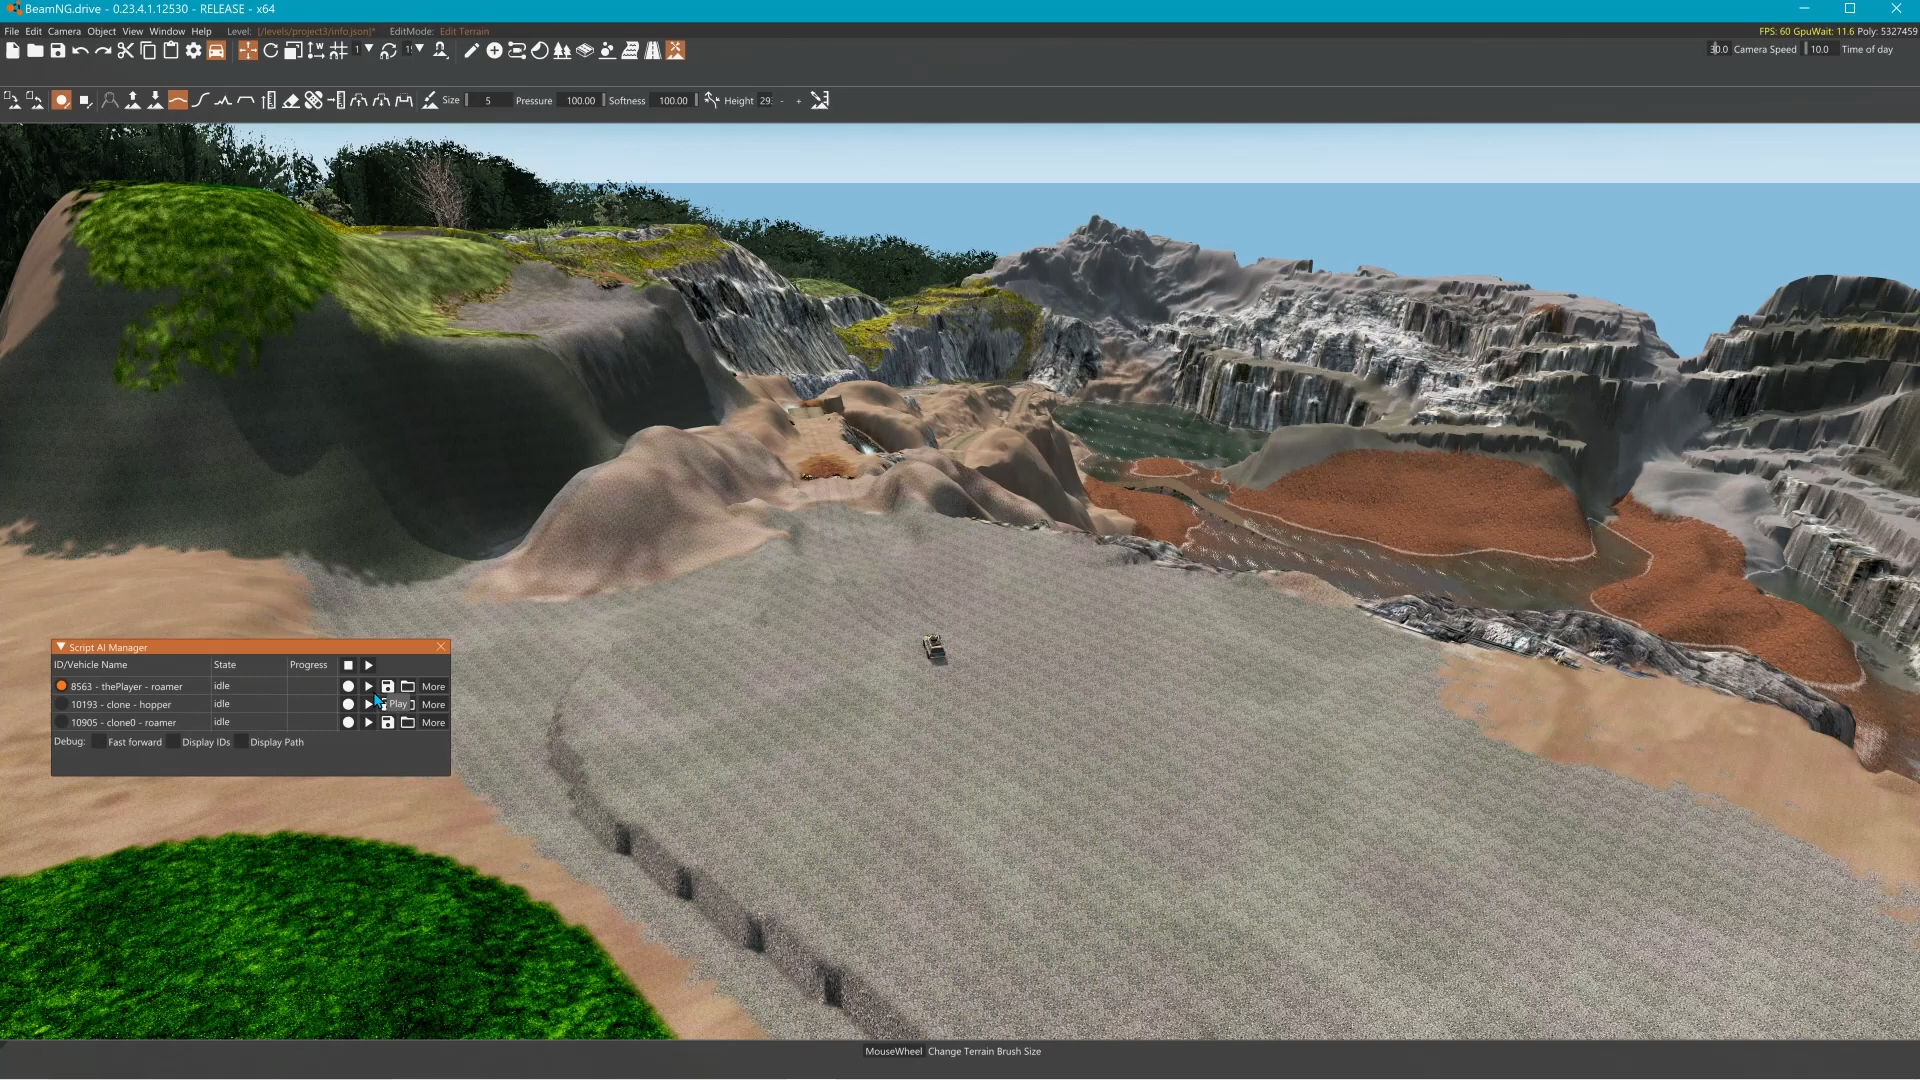 BeamNG.drive - 0.23.4.1.12530 - RELEASE - x64
File Edit Camera Object View Window Help Level: (/levels/project3/info.json)* EditMode: Edit Terrain
FPS: 60 GpuWait: 11.6 Poly: 5327459
30.0 Camera Speed 10.0 Time of day
Size 5 Pressure 100.00 Softness 100.00 Height - +
Script AI Manager
ID/Vehicle Name State Progress
8563 - thePlayer - roamer idle More
10193 - clone - hopper idle Play More
10905 - clone0 - roamer idle More
Debug: Fast forward Display IDs Display Path
MouseWheel Change Terrain Brush Size